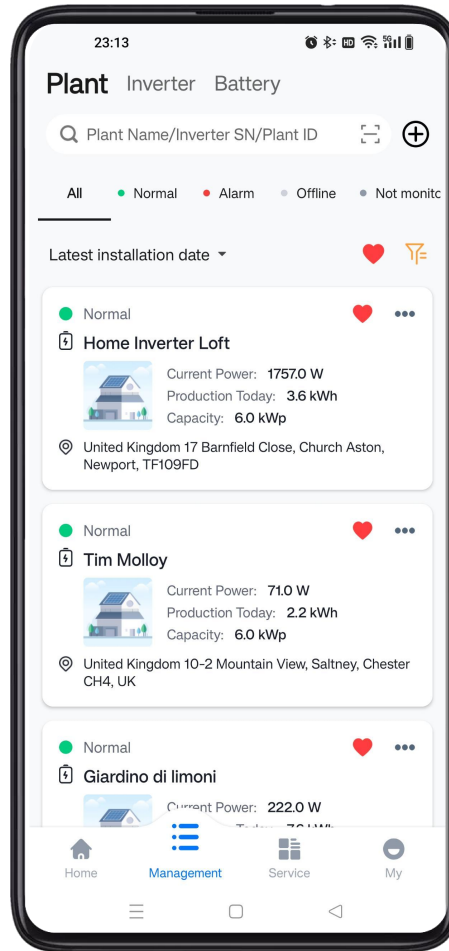 23:13
HD 5G
Plant Inverter Battery
Plant Name/Inverter SN/Plant ID
All Normal Alarm Offline Not monitc
Latest installation date
Normal
Home Inverter Loft
Current Power: 1757.0 W
Production Today: 3.6 kWh
Capacity: 6.0 kWp
United Kingdom 17 Barnfield Close, Church Aston,
Newport, TF109FD
Normal
Tim Molloy
Current Power: 71.0 W
Production Today: 2.2 kWh
Capacity: 6.0 kWp
United Kingdom 10-2 Mountain View, Saltney, Chester
CH4, UK
Normal
Giardino di limoni
Current Power: 222.0 W
Home Management Service My